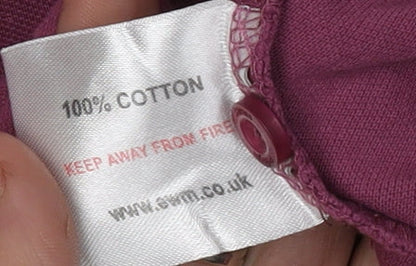 100% COTTON
KEEP AWAY FROM FIRE
www.ewm.co.uk